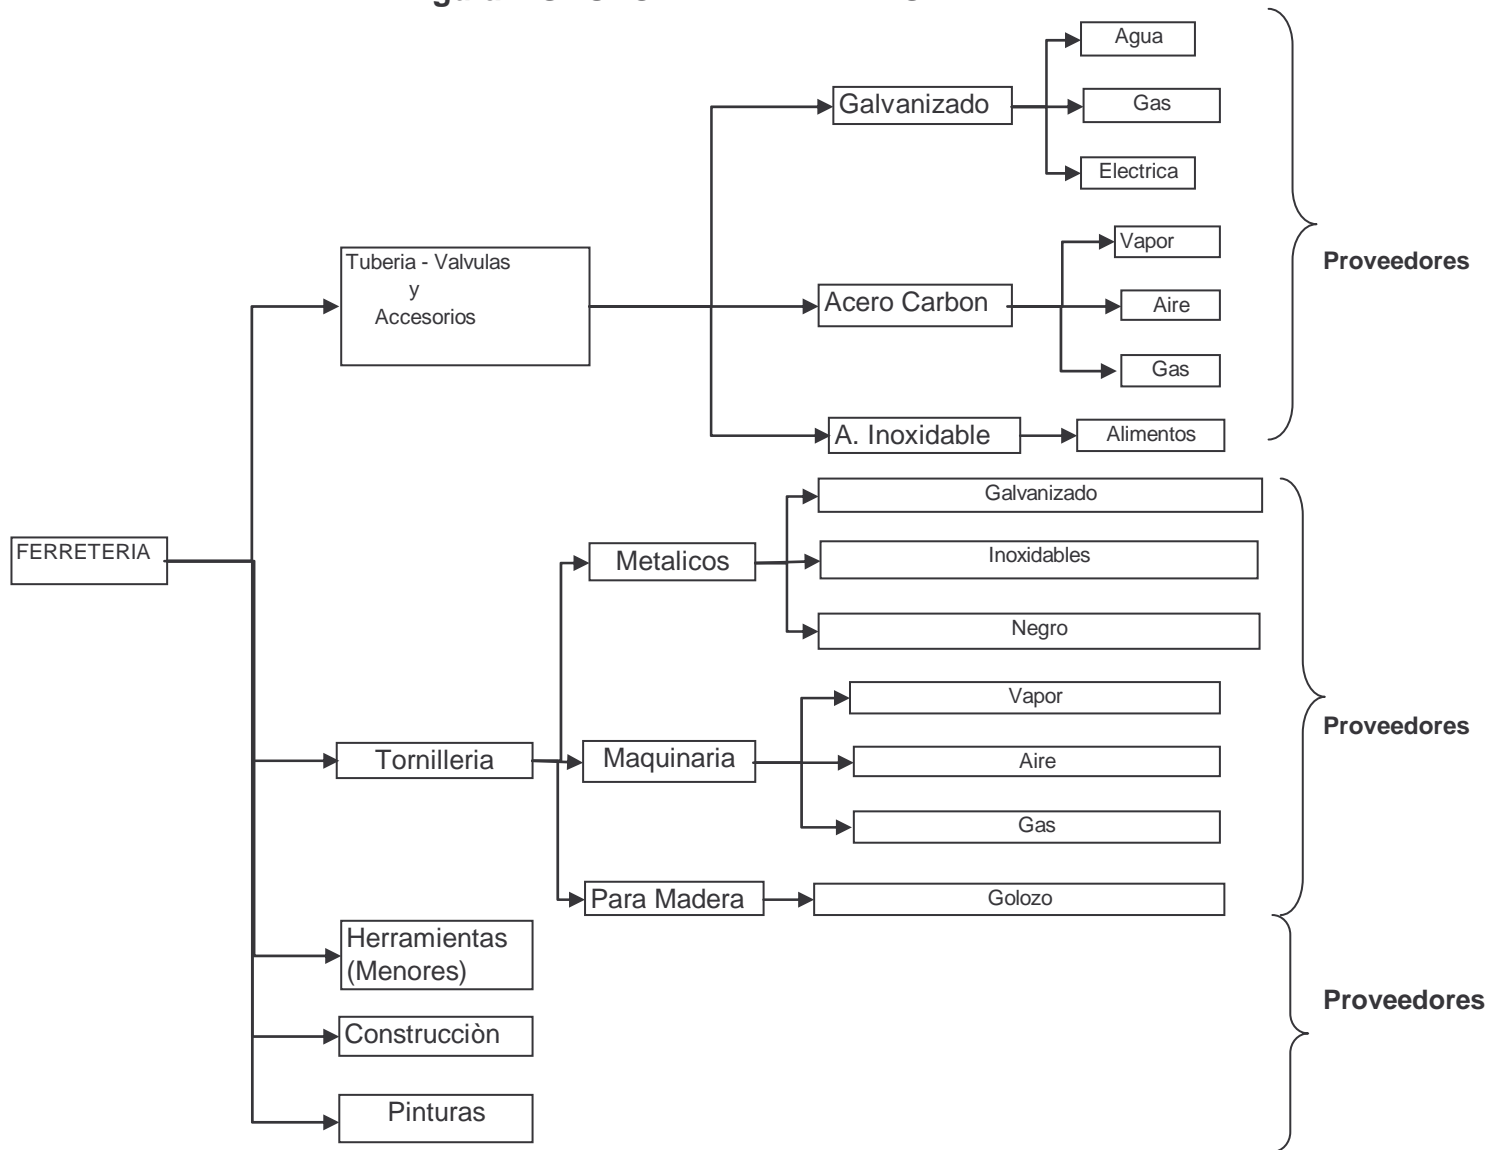 Agua
Galvanizado
Gas
Electrica
Vapor
Tuberia - Valvulas
y
Accesorios
Proveedores
Acero Carbon
Aire
Gas
A. Inoxidable
Alimentos
Galvanizado
FERRETERIA
Metalicos
Inoxidables
Negro
Vapor
Proveedores
Tornilleria
Maquinaria
Aire
Gas
Para Madera
Golozo
Herramientas
(Menores)
Proveedores
Construcciòn
Pinturas